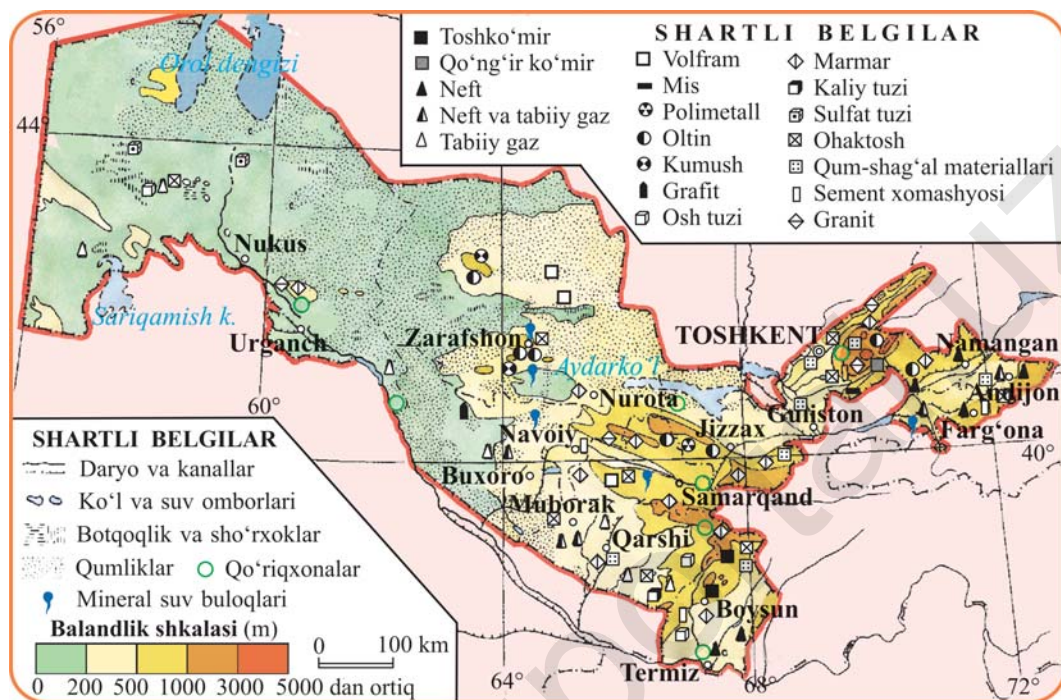 56°
Orol dengizi
44°
Nukus
Sariqamish k.
Urganch
60°
Zarafshon
Aydarko‘l
Nurota
Navoiy
Buxoro
Muborak
Qarshi
Samarqand
Jizzax
Guliston
TOSHKENT
Namangan
Andijon
Farg‘ona
40°
Boysun
Termiz
64°
68°
72°
Toshko‘mir
Qo‘ng‘ir ko‘mir
Neft
Neft va tabiiy gaz
Tabiiy gaz
SHARTLI BELGILAR
Volfram
Mis
Polimetall
Oltin
Kumush
Grafit
Osh tuzi
Marmar
Kaliy tuzi
Sulfat tuzi
Ohaktosh
Qum-shag‘al materiallari
Sement xomashyosi
Granit
SHARTLI BELGILAR
Daryo va kanallar
Ko‘l va suv omborlari
Botqoqlik va sho‘rxoklar
Qumliklar
Qo‘riqxonalar
Mineral suv buloqlari
Balandlik shkalasi (m)
0 200 500 1000 3000 5000 dan ortiq
0 100 km